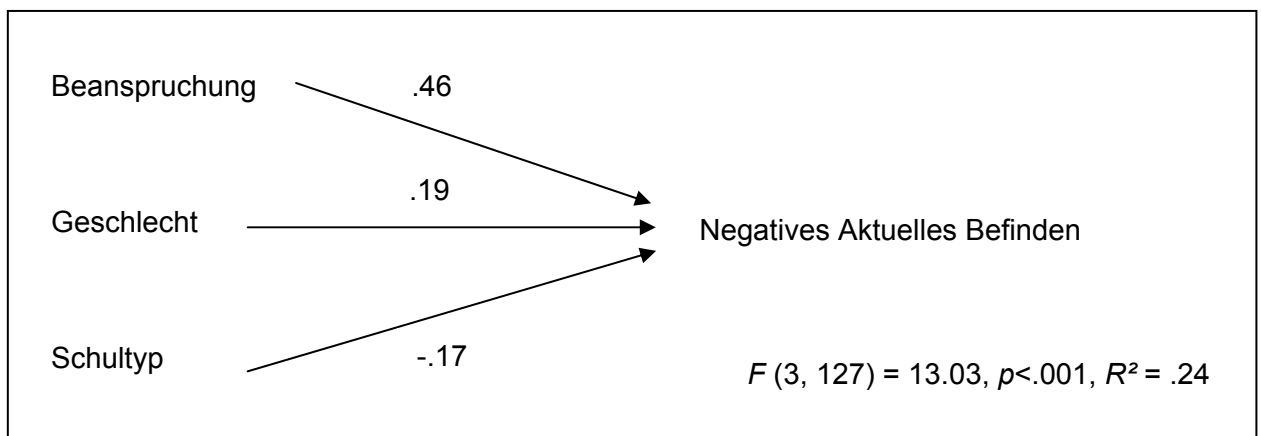 Beanspruchung
.46
.19
Geschlecht
Negatives Aktuelles Befinden
Schultyp
-.17
F (3, 127) = 13.03, p<.001, R² = .24